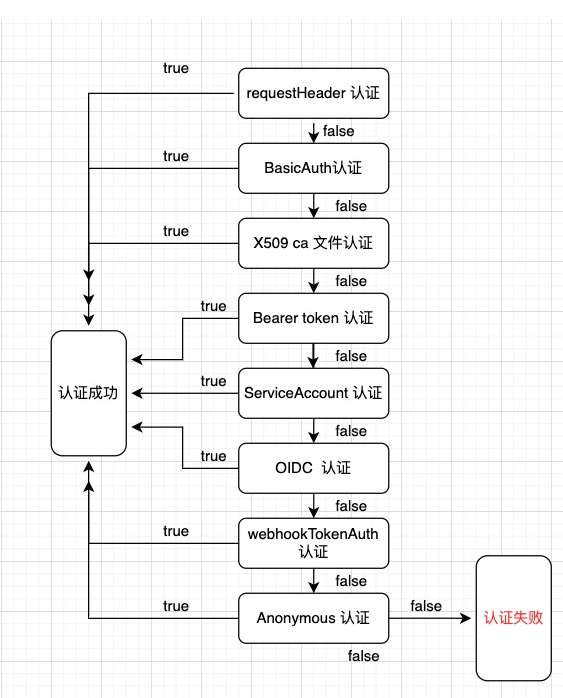 true
requestHeader 认证
false
true
BasicAuth认证
false
true
X509 ca 文件认证
false
true
Bearer token 认证
false
认证成功
true
ServiceAccount 认证
false
true
OIDC 认证
false
true
webhookTokenAuth
认证
false
true
Anonymous 认证
false
认证失败
false